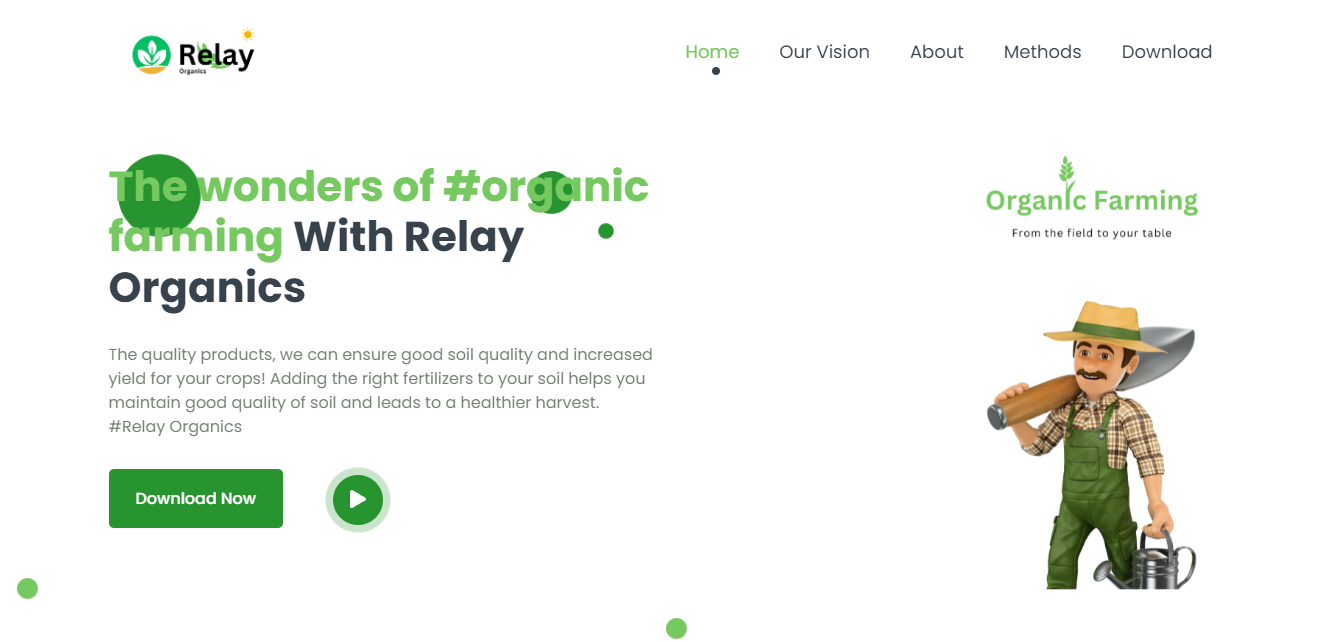 Relay
Organics
Home
Our Vision
About
Methods
Download
The wonders of #organic
farming With Relay
Organics
The quality products, we can ensure good soil quality and increased
yield for your crops! Adding the right fertilizers to your soil helps you
maintain good quality of soil and leads to a healthier harvest.
#Relay Organics
Download Now
Organic Farming
From the field to your table